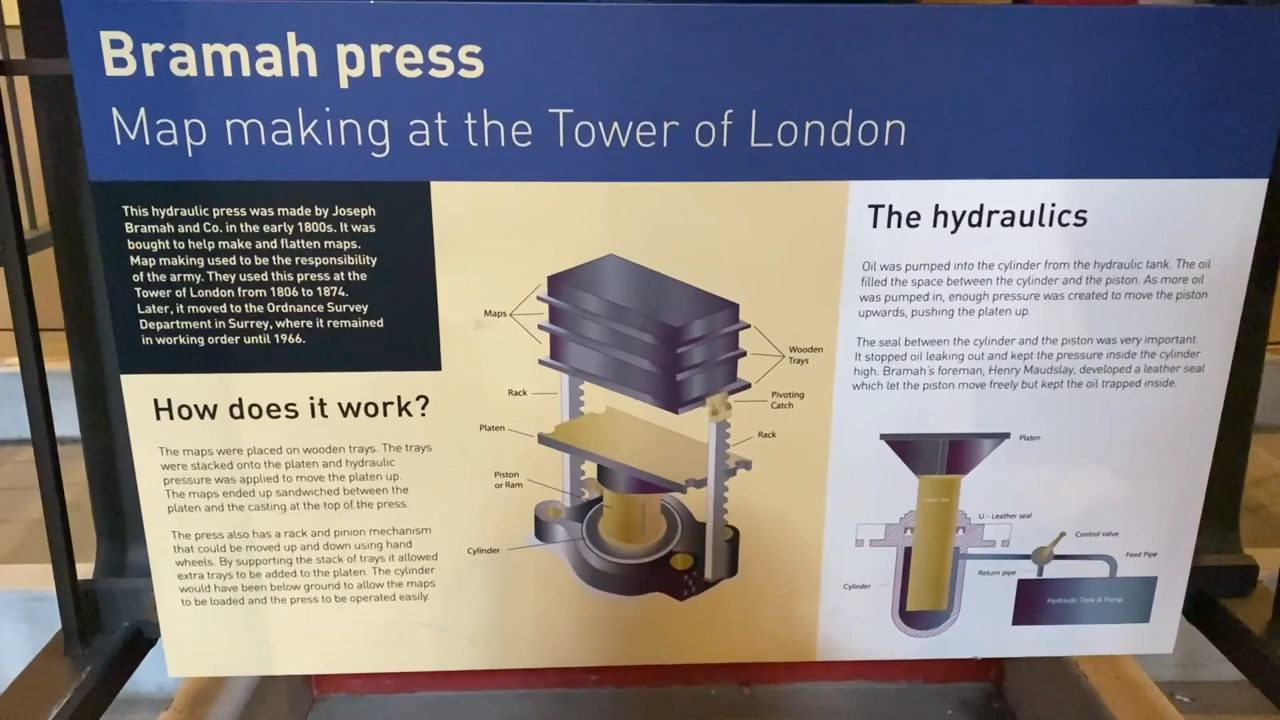 Bramah press
Map making at the Tower of London
This hydraulic press was made by Joseph
Bramah and Co. in the early 1800s. It was
bought to help make and flatten maps.
Map making used to be the responsibility
of the army. They used this press at the
Tower of London from 1806 to 1874.
Later, it moved to the Ordnance Survey
Department in Surrey, where it remained
in working order until 1966.
How does it work?
The maps were placed on wooden trays. The trays
were stacked onto the platen and hydraulic
pressure was applied to move the platen up.
The maps ended up sandwiched between the
platen and the casting at the top of the press.
The press also has a rack and pinion mechanism
that could be moved up and down using hand
wheels. By supporting the stack of trays it allowed
extra trays to be added to the platen. The cylinder
would have been below ground to allow the maps
to be loaded and the press to be operated easily.
Maps
Rack
Platen
Piston
or Ram
Cylinder
Wooden
Trays
Pivoting
Catch
Rack
The hydraulics
Oil was pumped into the cylinder from the hydraulic tank. The oil
filled the space between the cylinder and the piston. As more oil
was pumped in, enough pressure was created to move the piston
upwards, pushing the platen up.
The seal between the cylinder and the piston was very important.
It stopped oil leaking out and kept the pressure inside the cylinder
high. Bramah's foreman, Henry Maudslay, developed a leather seal
which let the piston move freely but kept the oil trapped inside.
Platen
U - Leather seal
Control valve
Feed Pipe
Return pipe
Cylinder
Hydraulic Tank & Pump